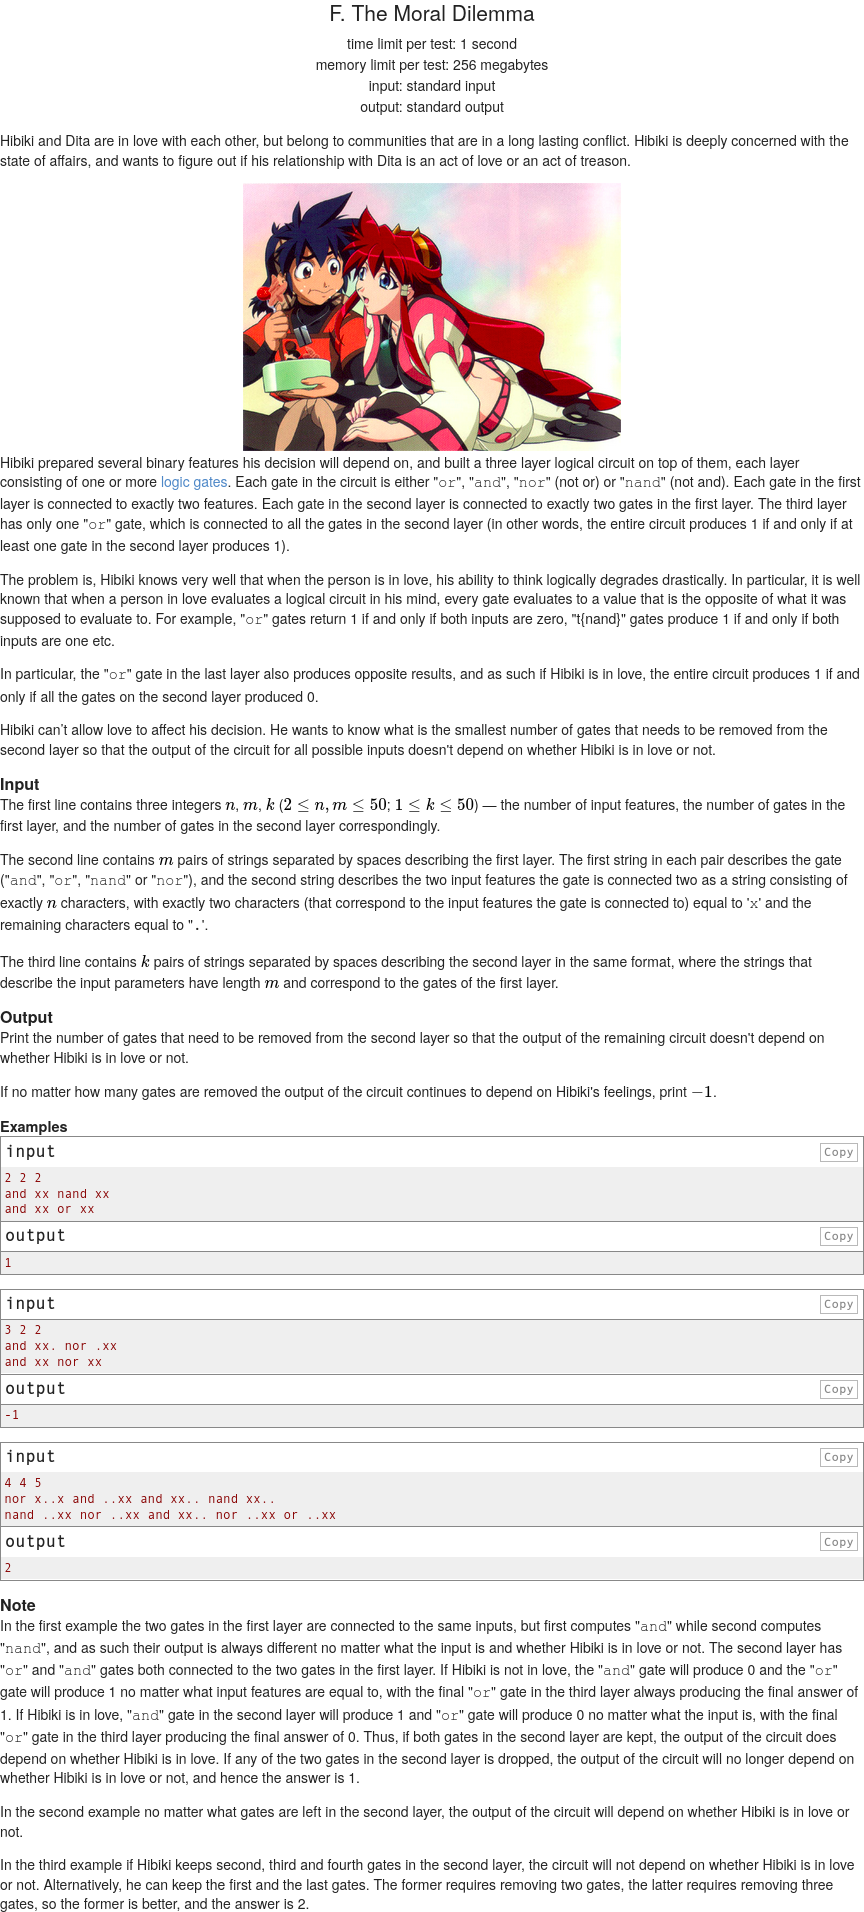 F. The Moral Dilemma
time limit per test: 1 second
memory limit per test: 256 megabytes
input: standard input
output: standard output
Hibiki and Dita are in love with each other, but belong to communities that are in a long lasting conflict. Hibiki is deeply concerned with the
state of affairs, and wants to figure out if his relationship with Dita is an act of love or an act of treason.
Hibiki prepared several binary features his decision will depend on, and built a three layer logical circuit on top of them, each layer
consisting of one or more logic gates. Each gate in the circuit is either "or", "and", "nor" (not or) or "nand" (not and). Each gate in the first
layer is connected to exactly two features. Each gate in the second layer is connected to exactly two gates in the first layer. The third layer
has only one "or" gate, which is connected to all the gates in the second layer (in other words, the entire circuit produces 1 if and only if at
least one gate in the second layer produces 1).
The problem is, Hibiki knows very well that when the person is in love, his ability to think logically degrades drastically. In particular, it is well
known that when a person in love evaluates a logical circuit in his mind, every gate evaluates to a value that is the opposite of what it was
supposed to evaluate to. For example, "or" gates return 1 if and only if both inputs are zero, "t{nand}" gates produce 1 if and only if both
inputs are one etc.
In particular, the "or" gate in the last layer also produces opposite results, and as such if Hibiki is in love, the entire circuit produces 1 if and
only if all the gates on the second layer produced 0.
Hibiki can’t allow love to affect his decision. He wants to know what is the smallest number of gates that needs to be removed from the
second layer so that the output of the circuit for all possible inputs doesn't depend on whether Hibiki is in love or not.
Input
The first line contains three integers n, m, k (2 ≤ n, m ≤ 50; 1 ≤ k ≤ 50) — the number of input features, the number of gates in the
first layer, and the number of gates in the second layer correspondingly.
The second line contains m pairs of strings separated by spaces describing the first layer. The first string in each pair describes the gate
("and", "or", "nand" or "nor"), and the second string describes the two input features the gate is connected two as a string consisting of
exactly n characters, with exactly two characters (that correspond to the input features the gate is connected to) equal to 'x' and the
remaining characters equal to ".'.
The third line contains k pairs of strings separated by spaces describing the second layer in the same format, where the strings that
describe the input parameters have length m and correspond to the gates of the first layer.
Output
Print the number of gates that need to be removed from the second layer so that the output of the remaining circuit doesn't depend on
whether Hibiki is in love or not.
If no matter how many gates are removed the output of the circuit continues to depend on Hibiki's feelings, print −1.
Examples
input Copy
2 2 2
and xx nand xx
and xx or xx
output Copy
1
input Copy
3 2 2
and xx. nor .xx
and xx nor xx
output Copy
-1
input Copy
4 4 5
nor x..x and ..xx and xx.. nand xx..
nand ..xx nor ..xx and xx.. nor ..xx or ..xx
output Copy
2
Note
In the first example the two gates in the first layer are connected to the same inputs, but first computes "and" while second computes
"nand", and as such their output is always different no matter what the input is and whether Hibiki is in love or not. The second layer has
"or" and "and" gates both connected to the two gates in the first layer. If Hibiki is not in love, the "and" gate will produce 0 and the "or"
gate will produce 1 no matter what input features are equal to, with the final "or" gate in the third layer always producing the final answer of
1. If Hibiki is in love, "and" gate in the second layer will produce 1 and "or" gate will produce 0 no matter what the input is, with the final
"or" gate in the third layer producing the final answer of 0. Thus, if both gates in the second layer are kept, the output of the circuit does
depend on whether Hibiki is in love. If any of the two gates in the second layer is dropped, the output of the circuit will no longer depend on
whether Hibiki is in love or not, and hence the answer is 1.
In the second example no matter what gates are left in the second layer, the output of the circuit will depend on whether Hibiki is in love or
not.
In the third example if Hibiki keeps second, third and fourth gates in the second layer, the circuit will not depend on whether Hibiki is in love
or not. Alternatively, he can keep the first and the last gates. The former requires removing two gates, the latter requires removing three
gates, so the former is better, and the answer is 2.